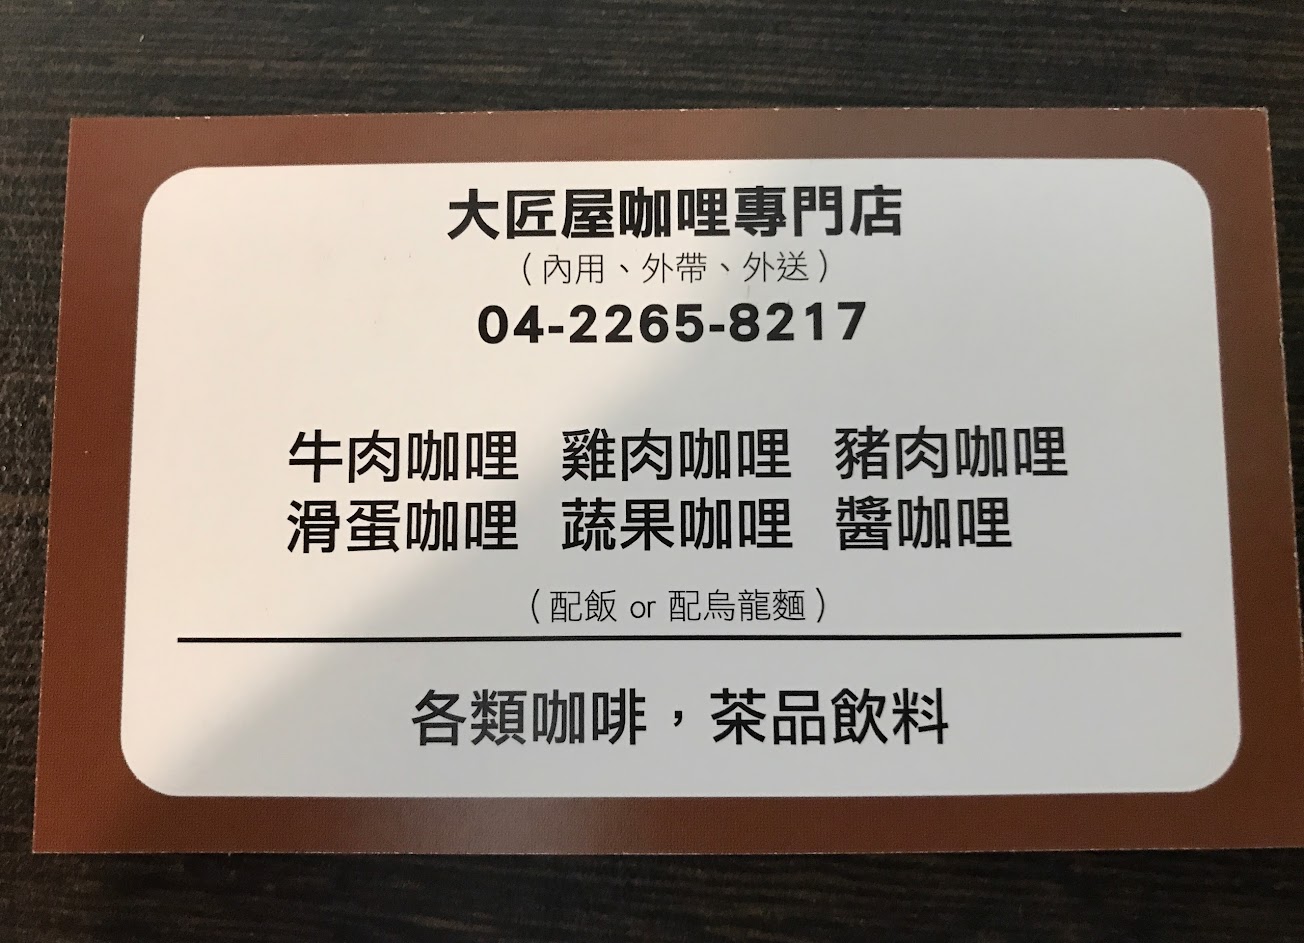 大匠屋咖哩專門店
（內用、外帶、外送）
04-2265-8217
牛肉咖哩 雞肉咖哩 豬肉咖哩
滑蛋咖哩 蔬果咖哩 醬咖哩
（配飯 or 配烏龍麵）
各類咖啡，茶品飲料